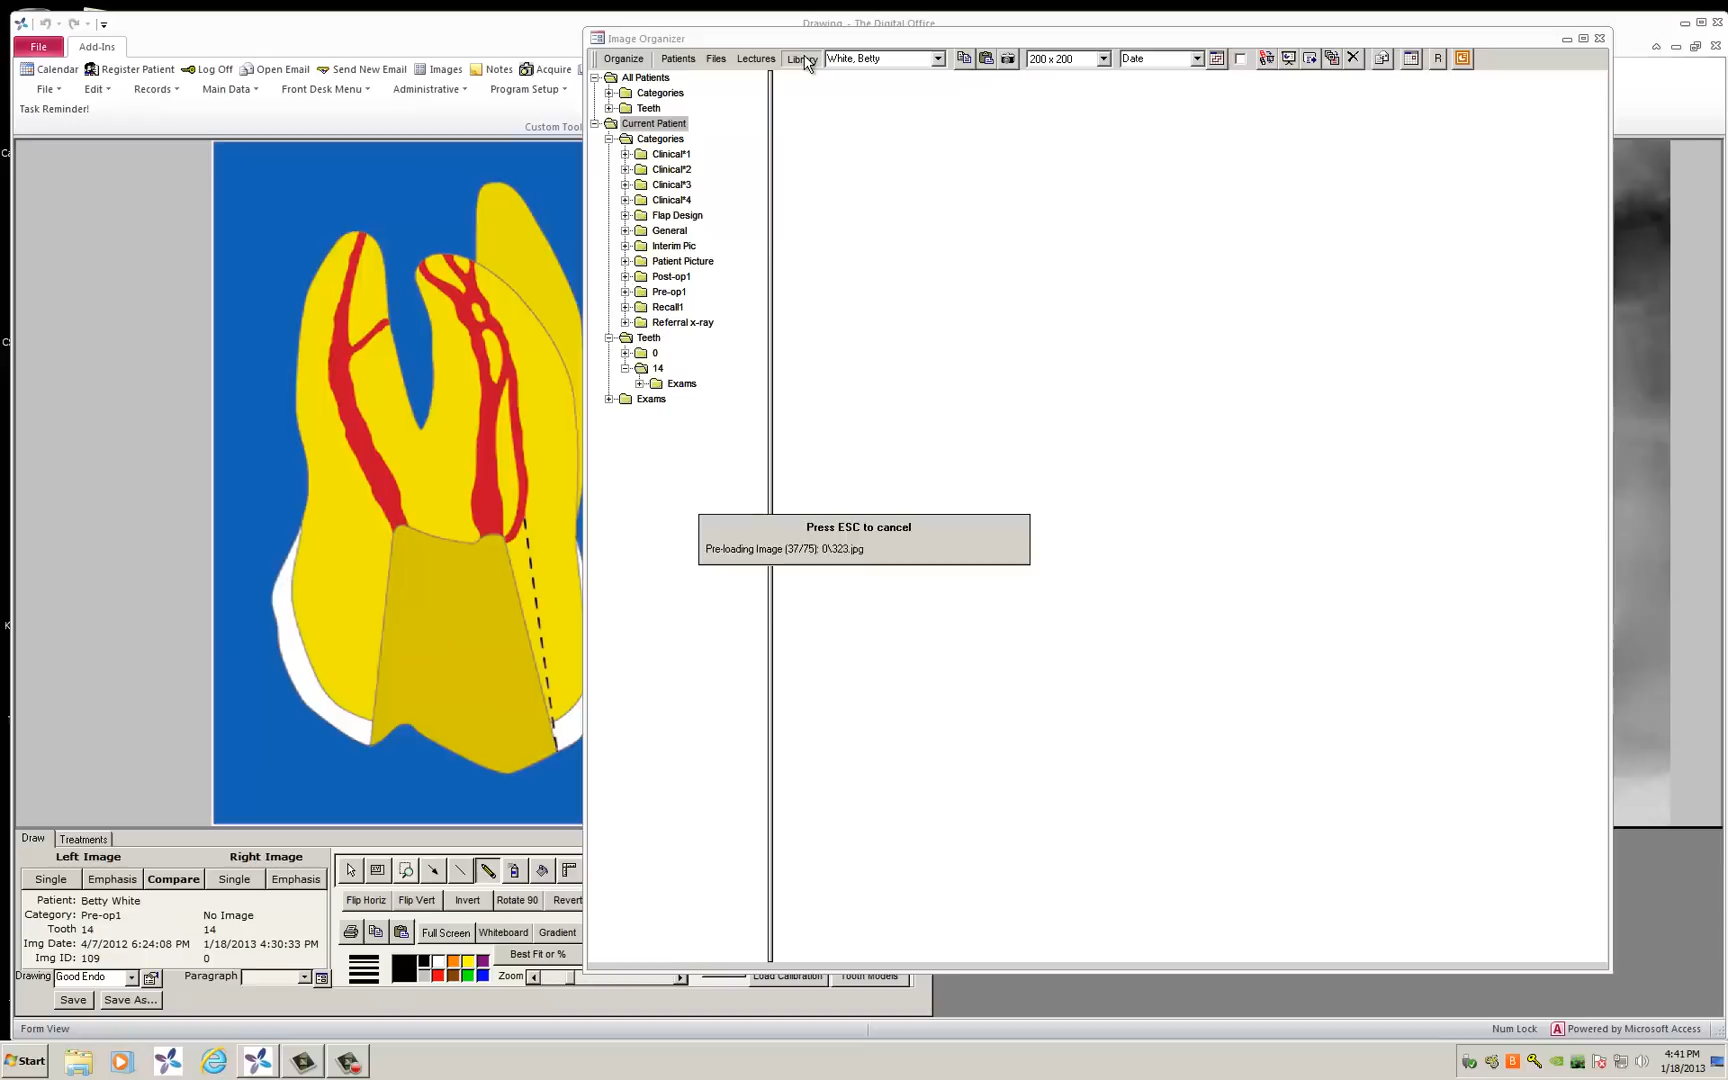 Drawing - The Digital Office
File
Add-Ins
Calendar
Register Patient
Log Off
Open Email
Send New Email
Images
Notes
Acquire
File
Edit
Records
Main Data
Front Desk Menu
Administrative
Program Setup
Task Reminder!
Image Organizer
Organize
Patients
Files
Lectures
White, Betty
200 x 200
Date
R
All Patients
Categories
Teeth
Current Patient
Categories
Clinical*1
Clinical*2
Clinical*3
Clinical*4
Flap Design
General
Interim Pic
Patient Picture
Post-op1
Pre-op1
Recall1
Referral x-ray
Teeth
0
14
Exams
Exams
Press ESC to cancel
Pre-loading Image (37/75): 0\323.jpg
Draw
Treatments
Left Image
Right Image
Single
Emphasis
Compare
Single
Emphasis
Patient: Betty White
Category: Pre-op1
No Image
Tooth 14
14
Img Date: 4/7/2012 6:24:08 PM
1/18/2013 4:30:33 PM
Img ID: 109
0
Drawing Good Endo
Paragraph
Save
Save As...
Flip Horiz
Flip Vert
Invert
Rotate 90
Revert
Full Screen
Whiteboard
Gradient
Best Fit or %
Zoom
Load Calibration
Tooth Models
Form View
Num Lock
Powered by Microsoft Access
Start
4:41 PM
1/18/2013